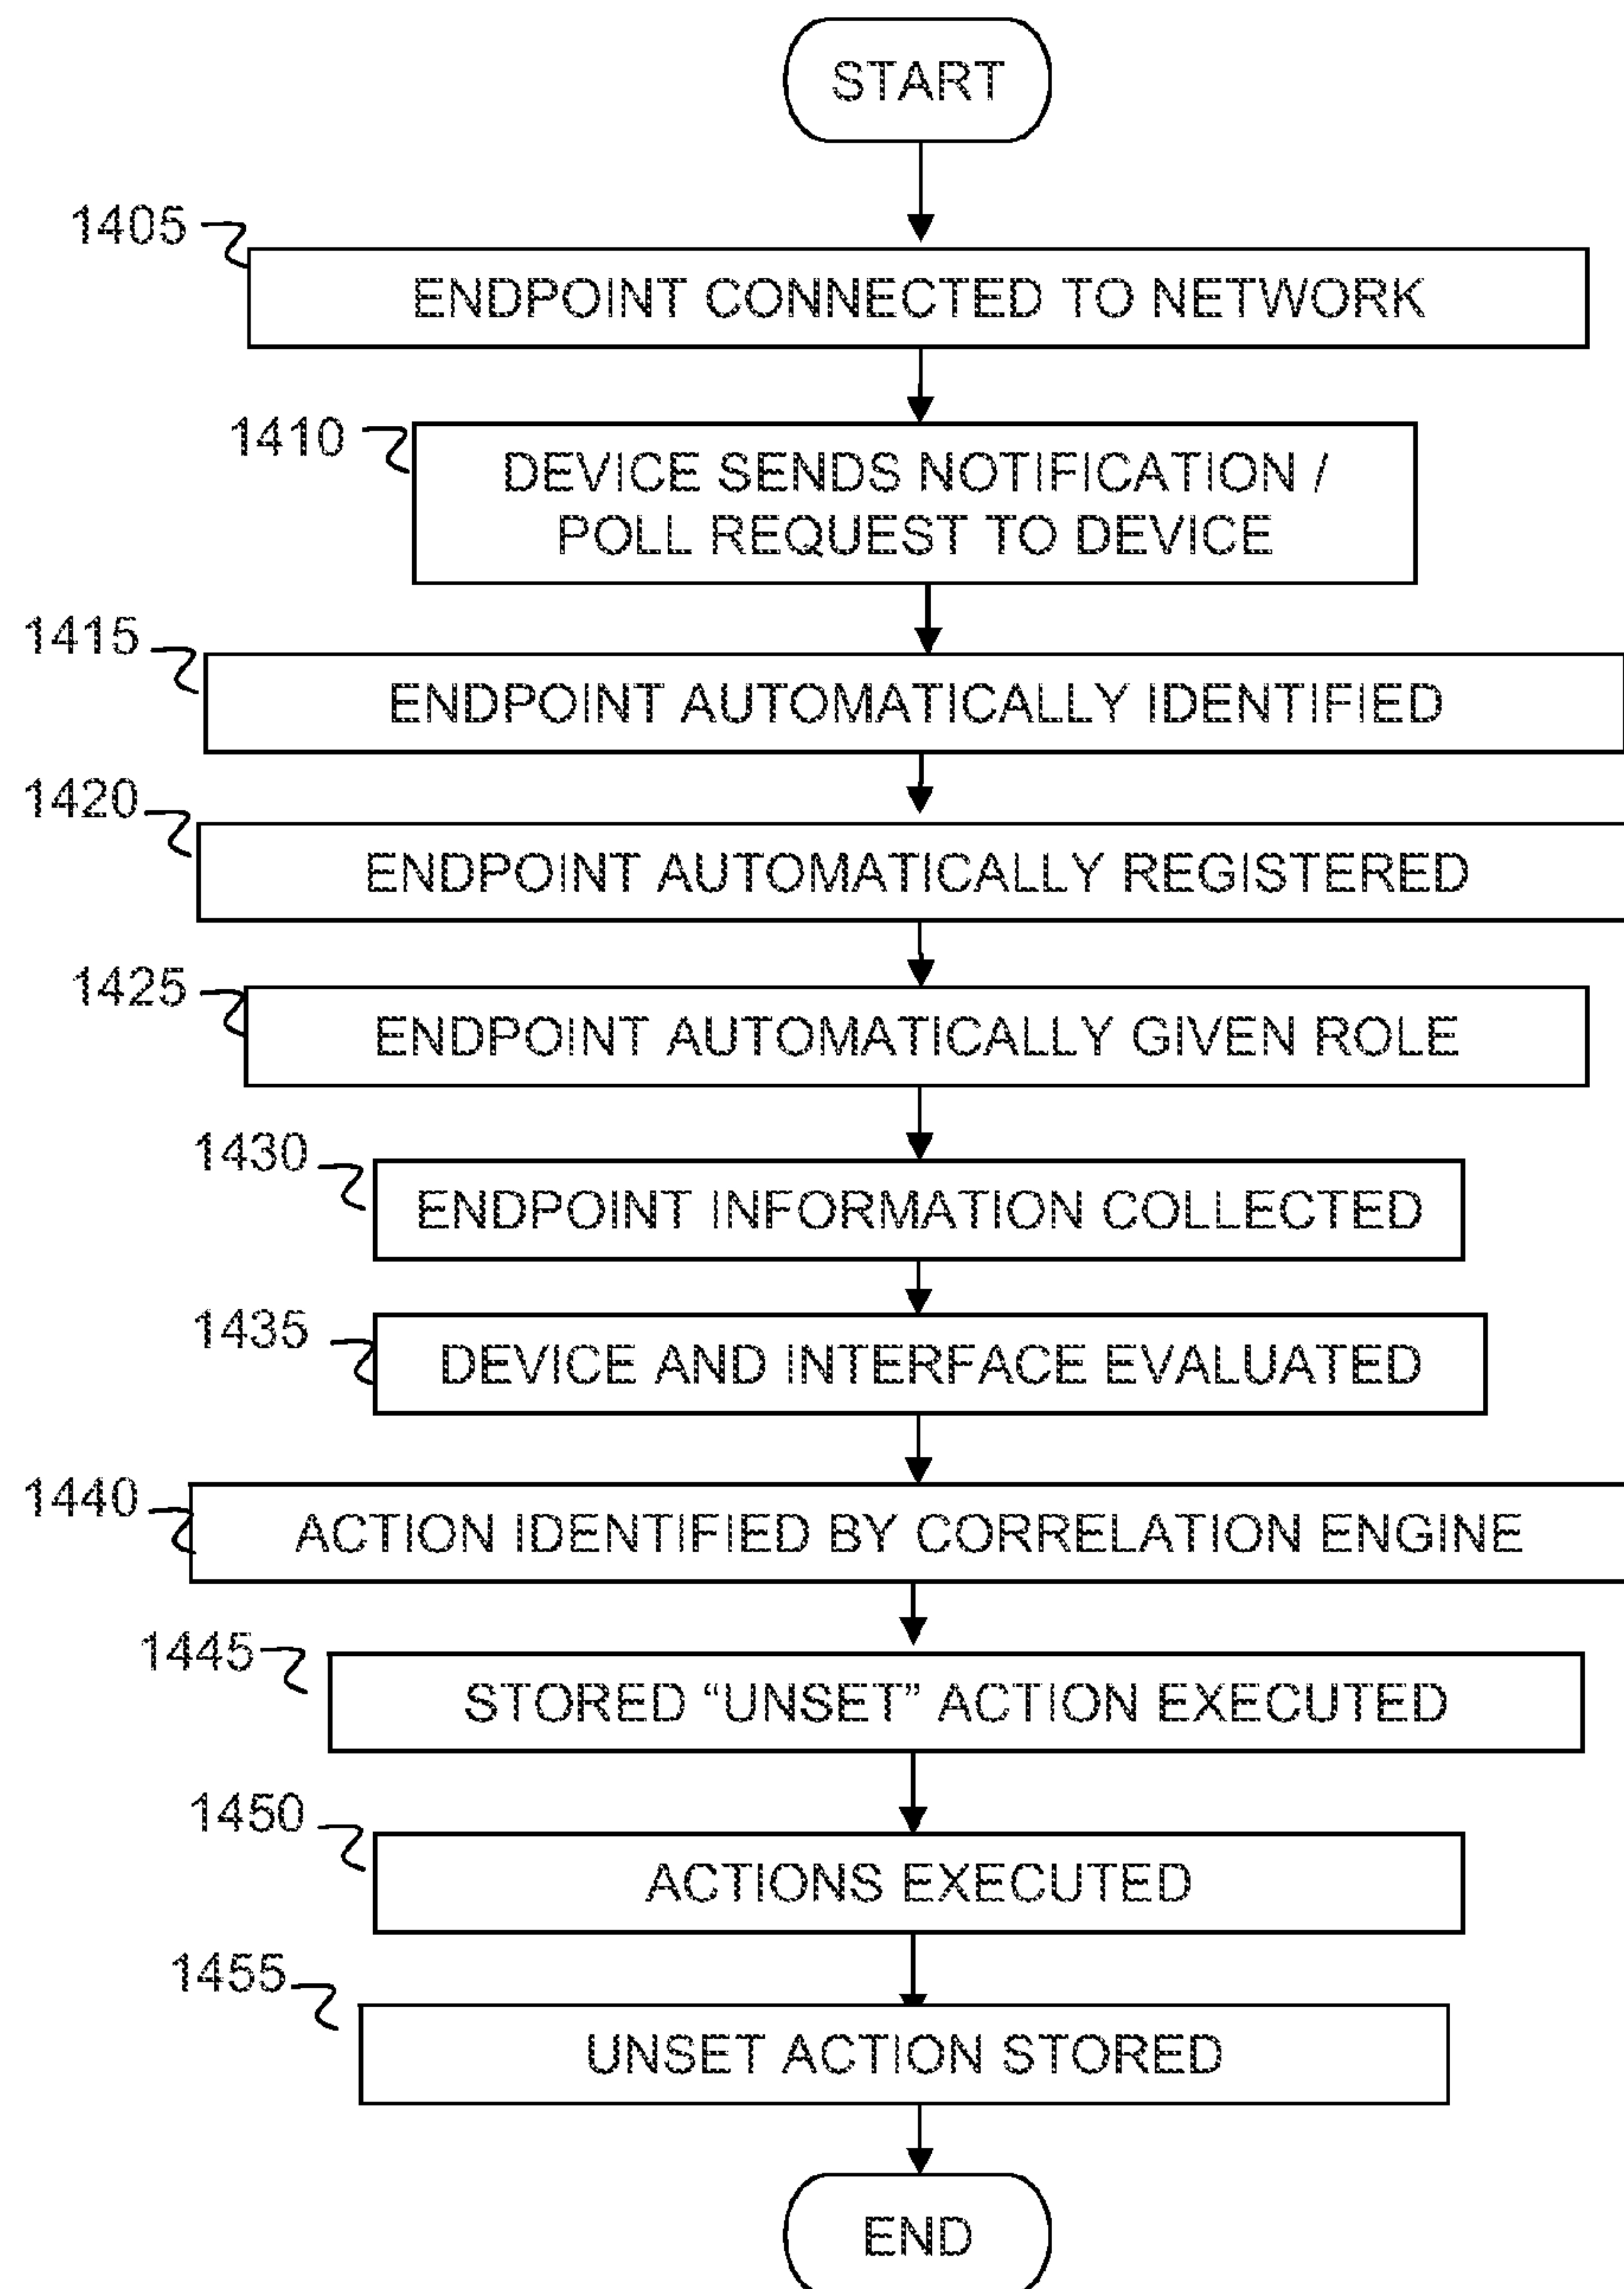 START
1405
ENDPOINT CONNECTED TO NETWORK
1410
DEVICE SENDS NOTIFICATION /
POLL REQUEST TO DEVICE
1415
ENDPOINT AUTOMATICALLY IDENTIFIED
1420
ENDPOINT AUTOMATICALLY REGISTERED
1425
ENDPOINT AUTOMATICALLY GIVEN ROLE
1430
ENDPOINT INFORMATION COLLECTED
1435
DEVICE AND INTERFACE EVALUATED
1440
ACTION IDENTIFIED BY CORRELATION ENGINE
1445
STORED “UNSET” ACTION EXECUTED
1450
ACTIONS EXECUTED
1455
UNSET ACTION STORED
END